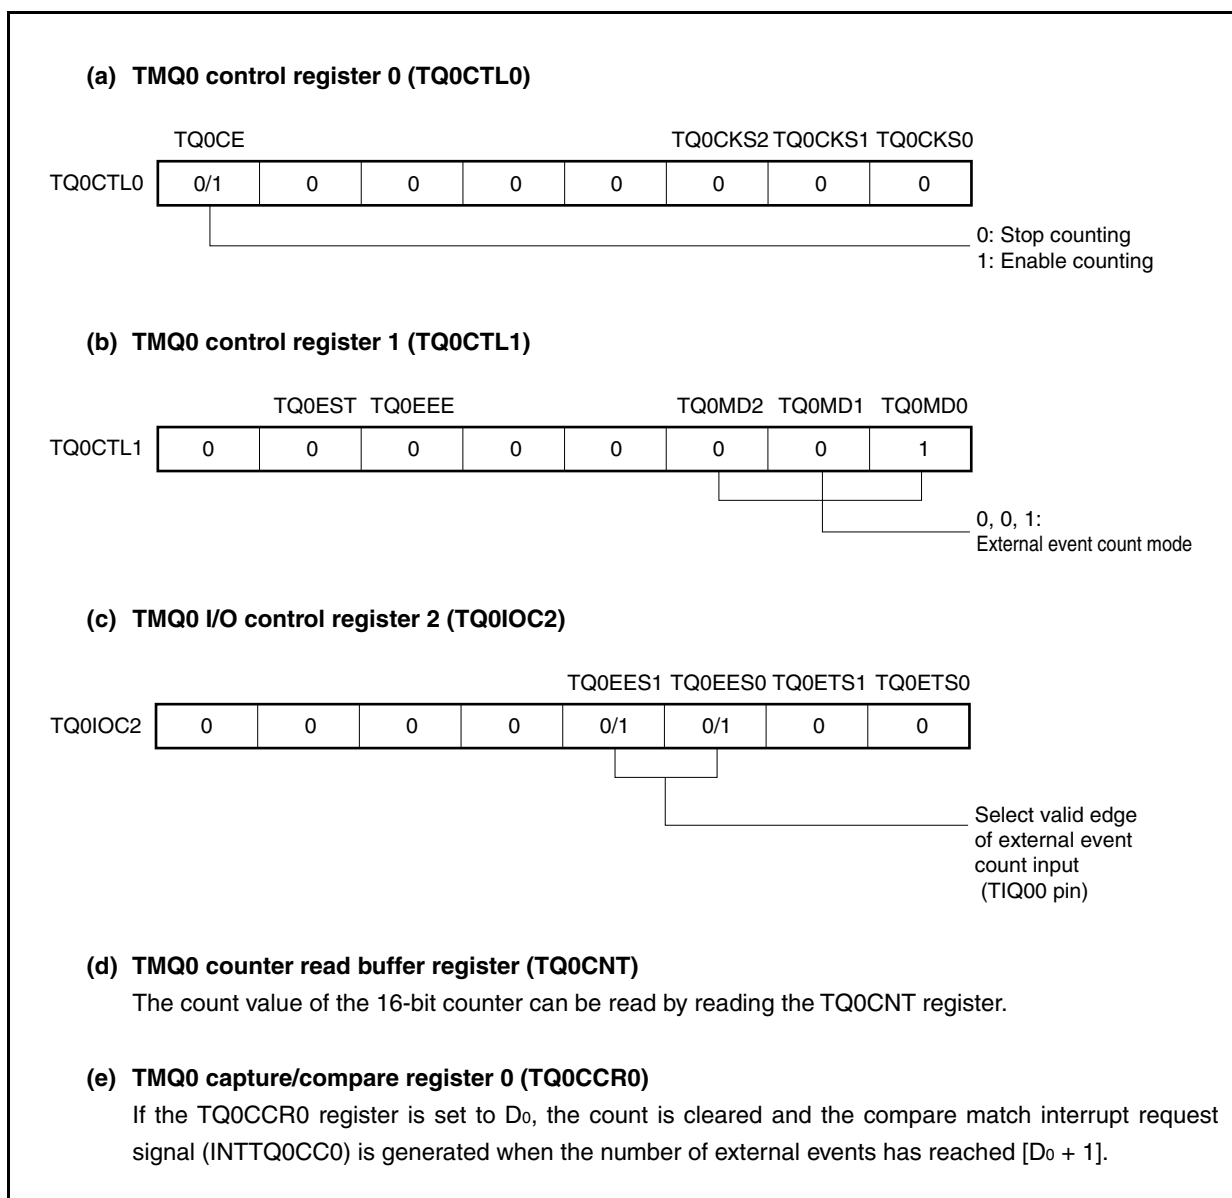 (a) TMQ0 control register 0 (TQ0CTL0)
TQ0CE TQ0CKS2 TQ0CKS1 TQ0CKS0
TQ0CTL0 0/1 0 0 0 0 0 0 0
0: Stop counting
1: Enable counting
(b) TMQ0 control register 1 (TQ0CTL1)
TQ0EST TQ0EEE TQ0MD2 TQ0MD1 TQ0MD0
TQ0CTL1 0 0 0 0 0 0 0 1
0, 0, 1:
External event count mode
(c) TMQ0 I/O control register 2 (TQ0IOC2)
TQ0EES1 TQ0EES0 TQ0ETS1 TQ0ETS0
TQ0IOC2 0 0 0 0 0/1 0/1 0 0
Select valid edge
of external event
count input
(TIQ00 pin)
(d) TMQ0 counter read buffer register (TQ0CNT)
The count value of the 16-bit counter can be read by reading the TQ0CNT register.
(e) TMQ0 capture/compare register 0 (TQ0CCR0)
If the TQ0CCR0 register is set to D0, the count is cleared and the compare match interrupt request
signal (INTTQ0CC0) is generated when the number of external events has reached [D0 + 1].